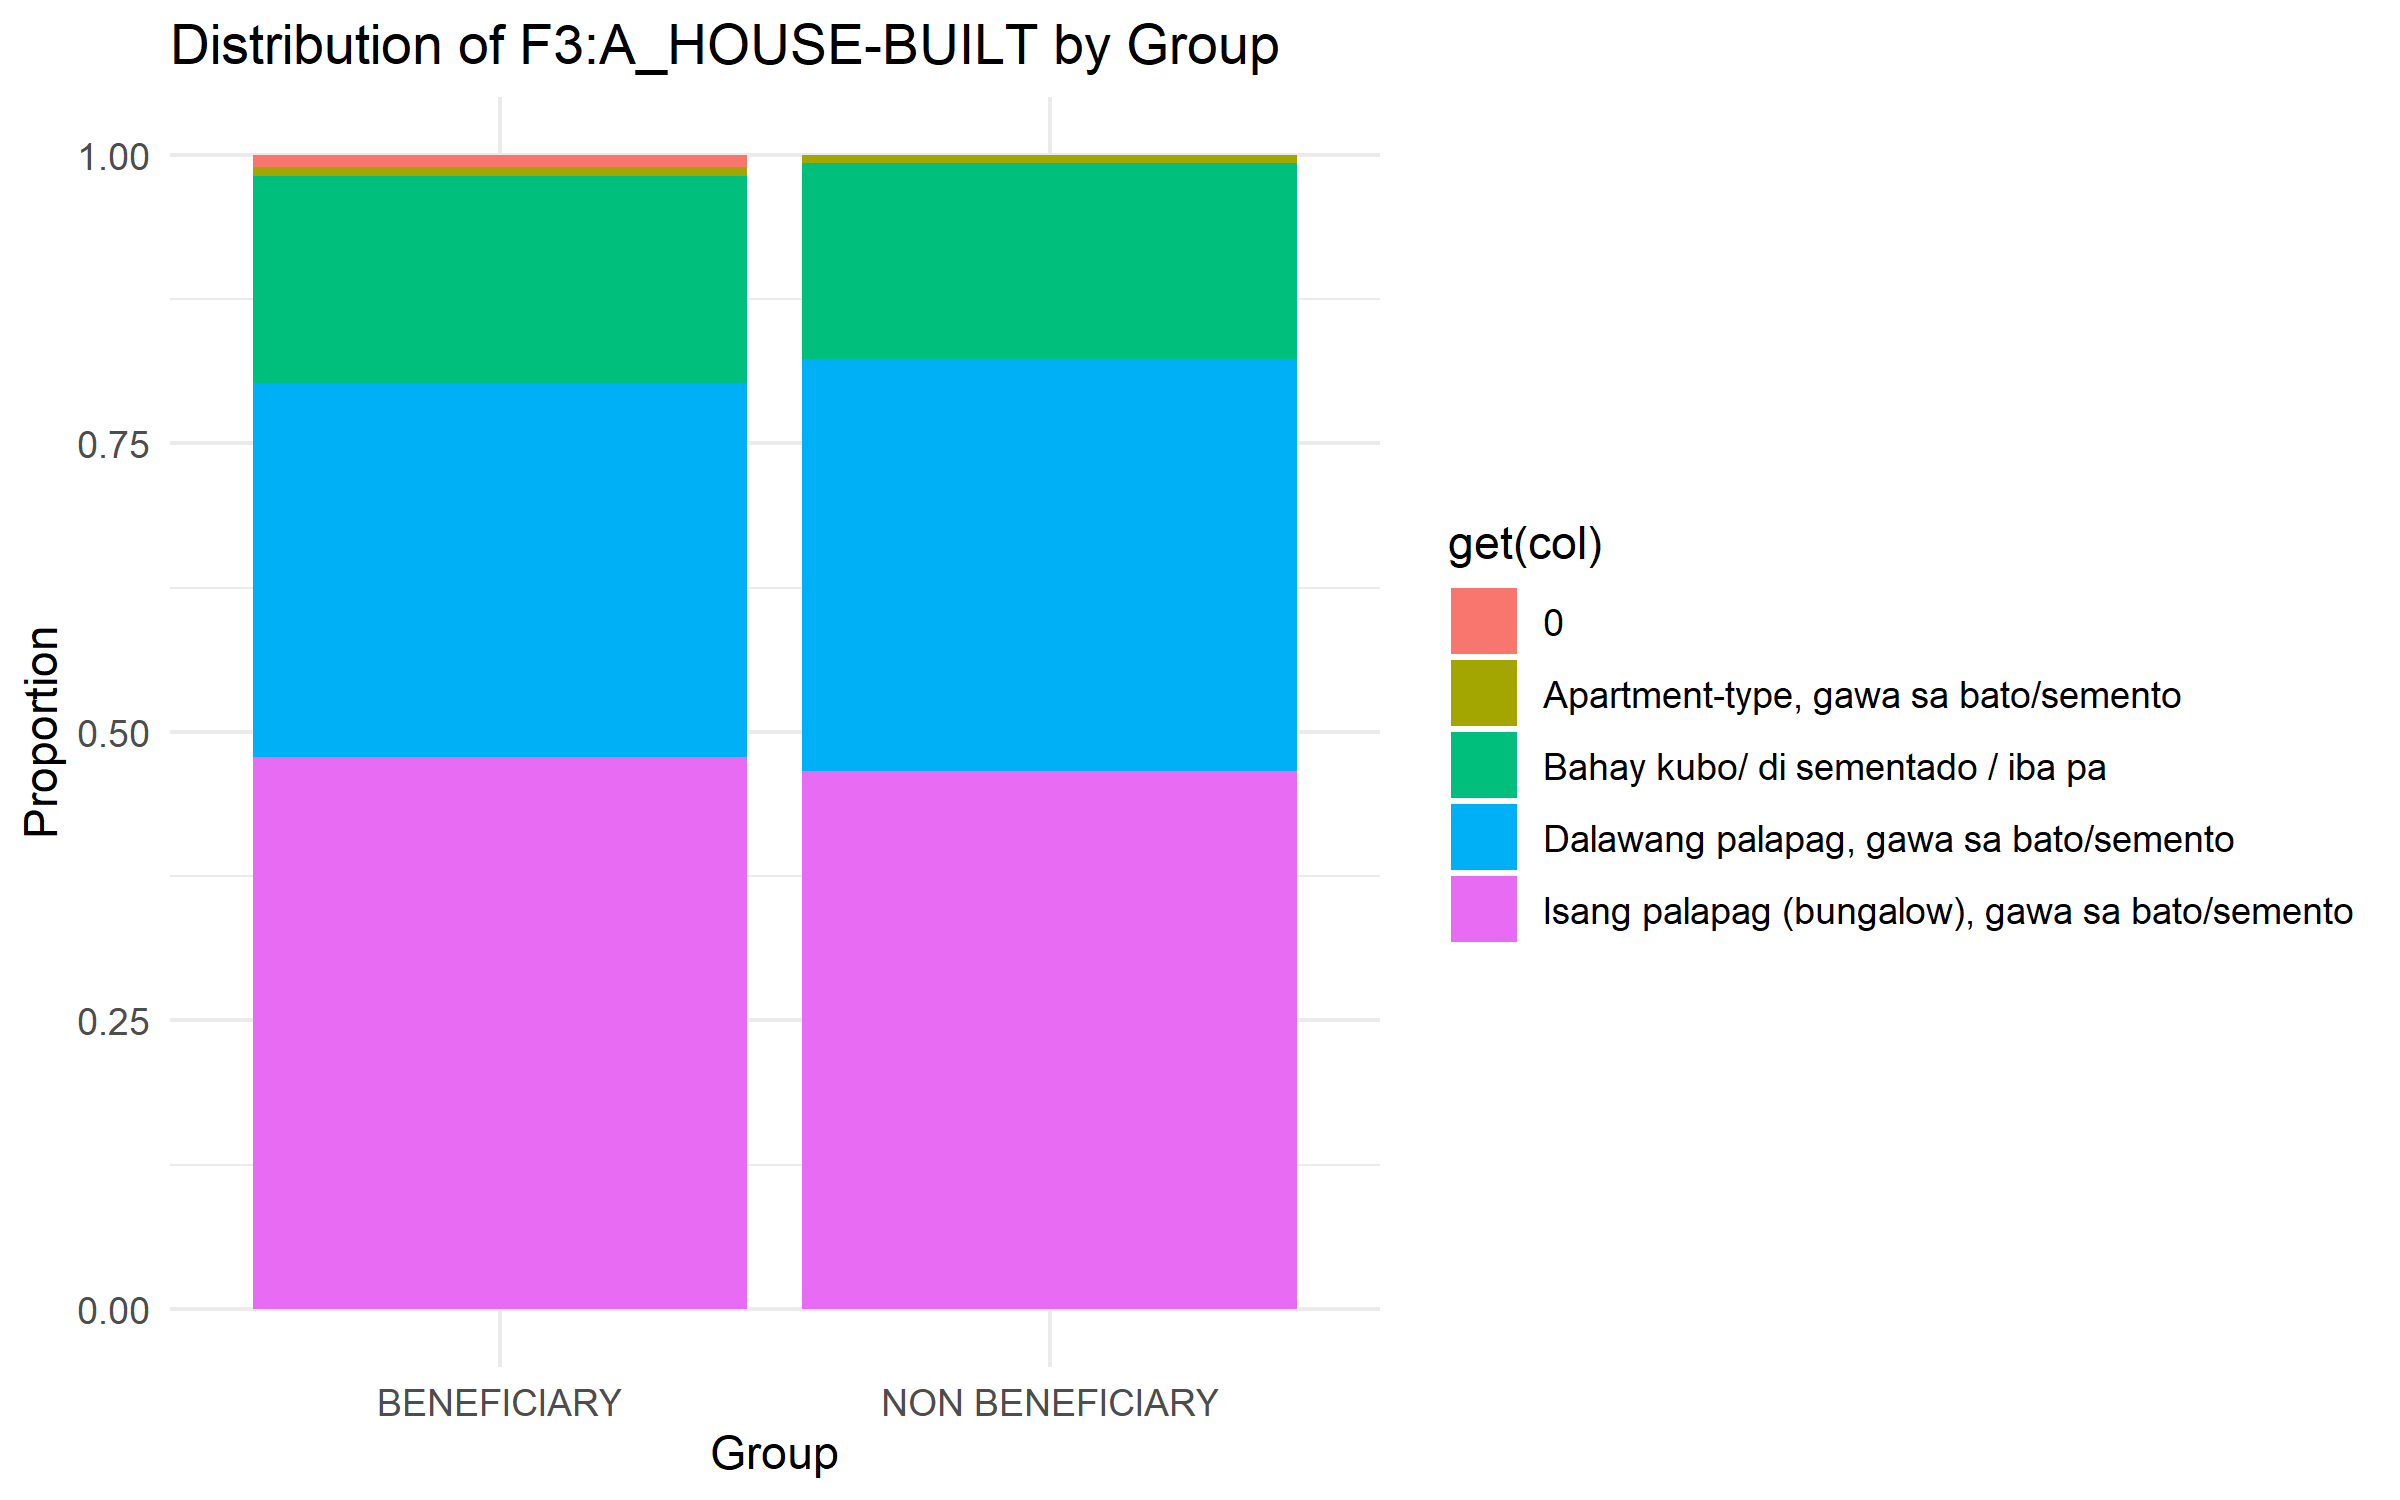 Distribution of F3:A_HOUSE-BUILT by Group
1.00
0.75
0.50
0.25
0.00
Proportion
BENEFICIARY
NON BENEFICIARY
Group
get(col)
0
Apartment-type, gawa sa bato/semento
Bahay kubo/ di sementado / iba pa
Dalawang palapag, gawa sa bato/semento
Isang palapag (bungalow), gawa sa bato/semento